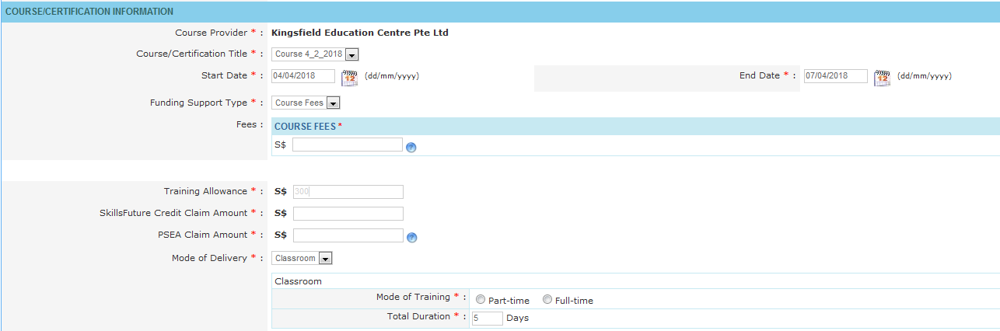 COURSE/CERTIFICATION INFORMATION
Course Provider * : Kingsfield Education Centre Pte Ltd
Course/Certification Title * : Course 4_2_2018
Start Date * : 04/04/2018 12 (dd/mm/yyyy) End Date * : 07/04/2018 12 (dd/mm/yyyy)
Funding Support Type * : Course Fees
Fees : COURSE FEES *
S$ ?
Training Allowance * : S$ 300
SkillsFuture Credit Claim Amount * : S$
PSEA Claim Amount * : S$ ?
Mode of Delivery * : Classroom
Classroom
Mode of Training * : Part-time Full-time
Total Duration * : 5 Days